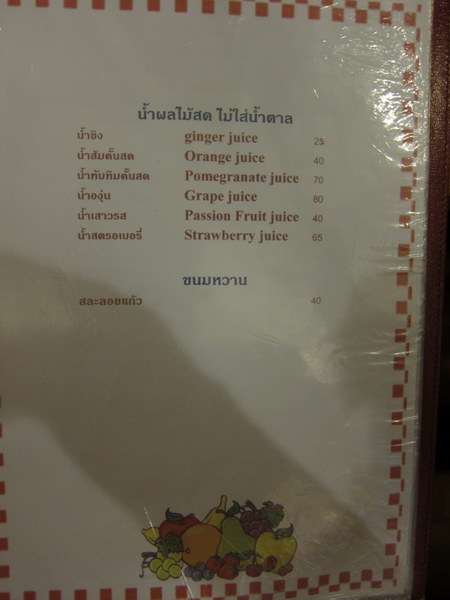 น้ำผลไม้สด ไม่ใส่น้ำตาล
น้ำขิง ginger juice 25
น้ำส้มคั้นสด Orange juice 40
น้ำทับทิมคั้นสด Pomegranate juice 70
น้ำองุ่น Grape juice 80
น้ำเสาวรส Passion Fruit juice 40
น้ำสตรอเบอรี่ Strawberry juice 65
ขนมหวาน
สละลอยแก้ว 40